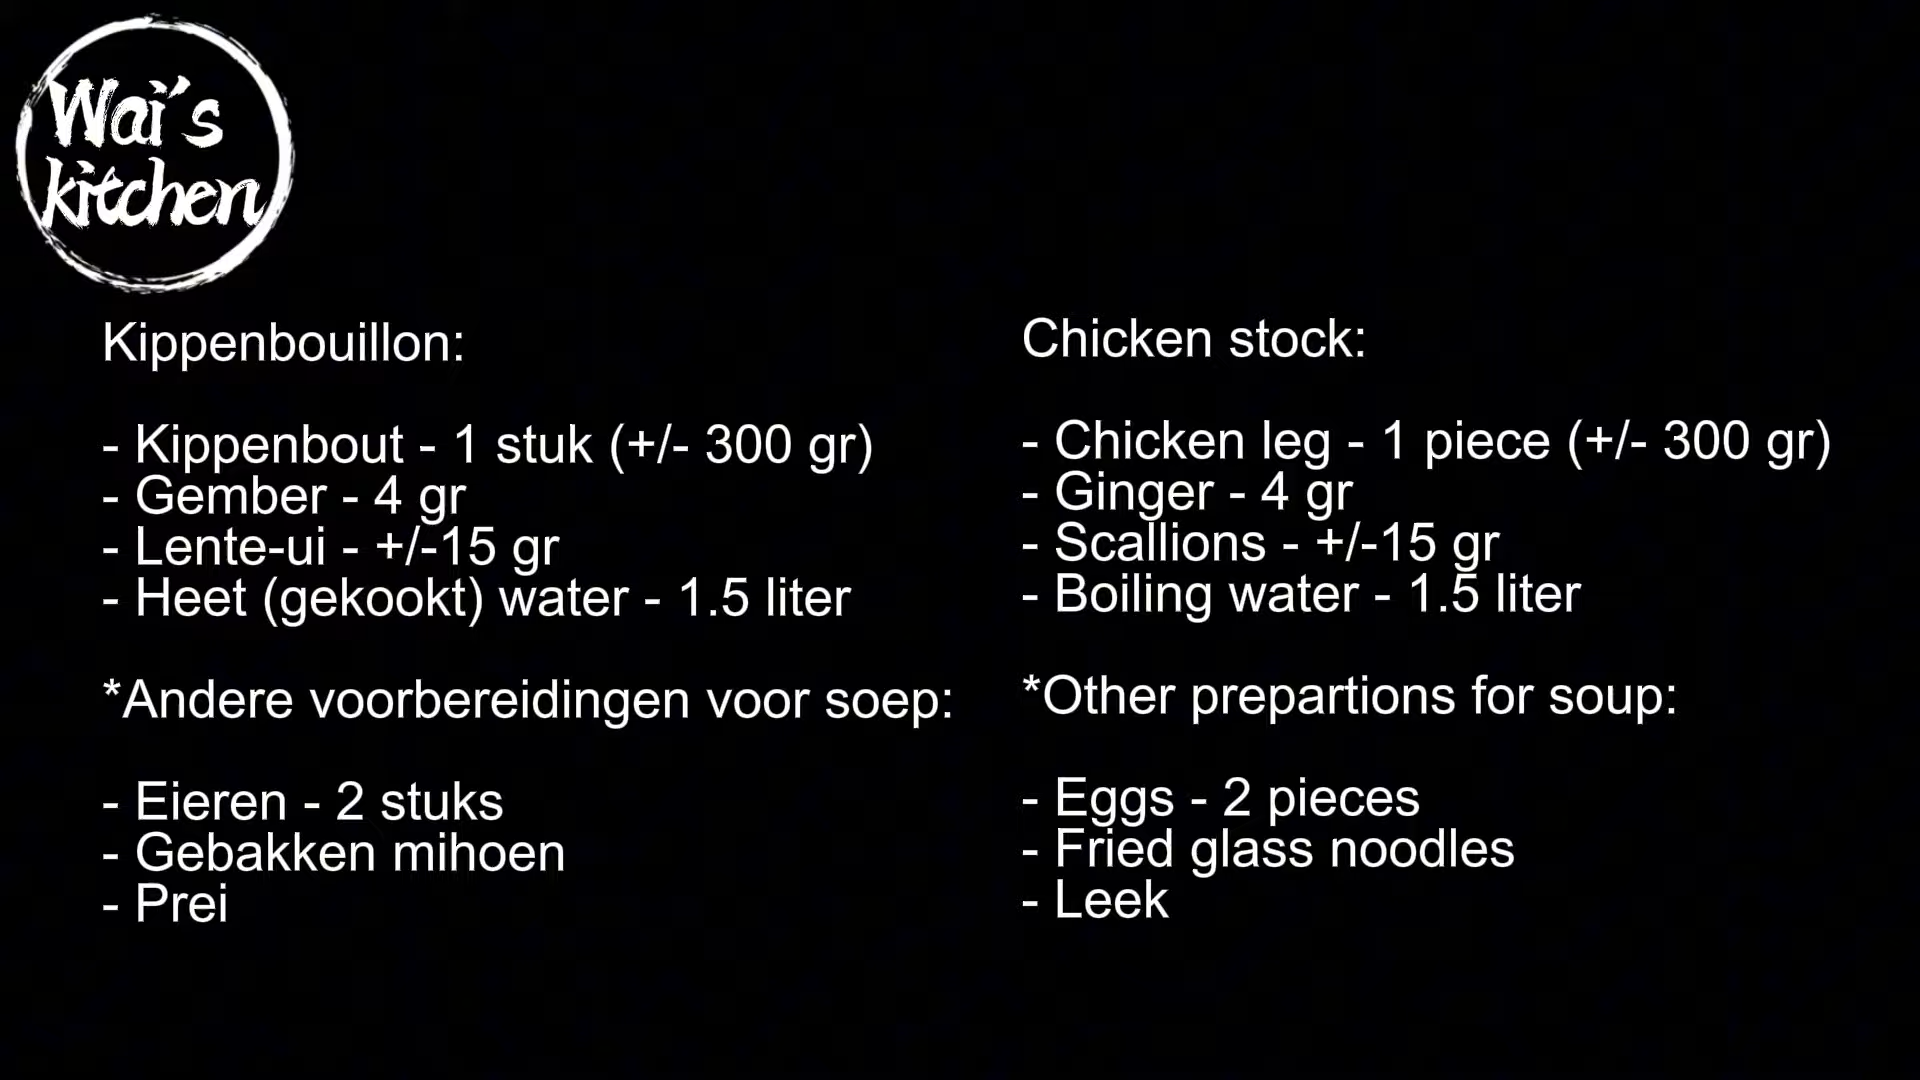 Wai's
kitchen
Kippenbouillon:
- Kippenbout - 1 stuk (+/- 300 gr)
- Gember - 4 gr
- Lente-ui - +/-15 gr
- Heet (gekookt) water - 1.5 liter
*Andere voorbereidingen voor soep:
- Eieren - 2 stuks
- Gebakken mihoen
- Prei
Chicken stock:
- Chicken leg - 1 piece (+/- 300 gr)
- Ginger - 4 gr
- Scallions - +/-15 gr
- Boiling water - 1.5 liter
*Other prepartions for soup:
- Eggs - 2 pieces
- Fried glass noodles
- Leek